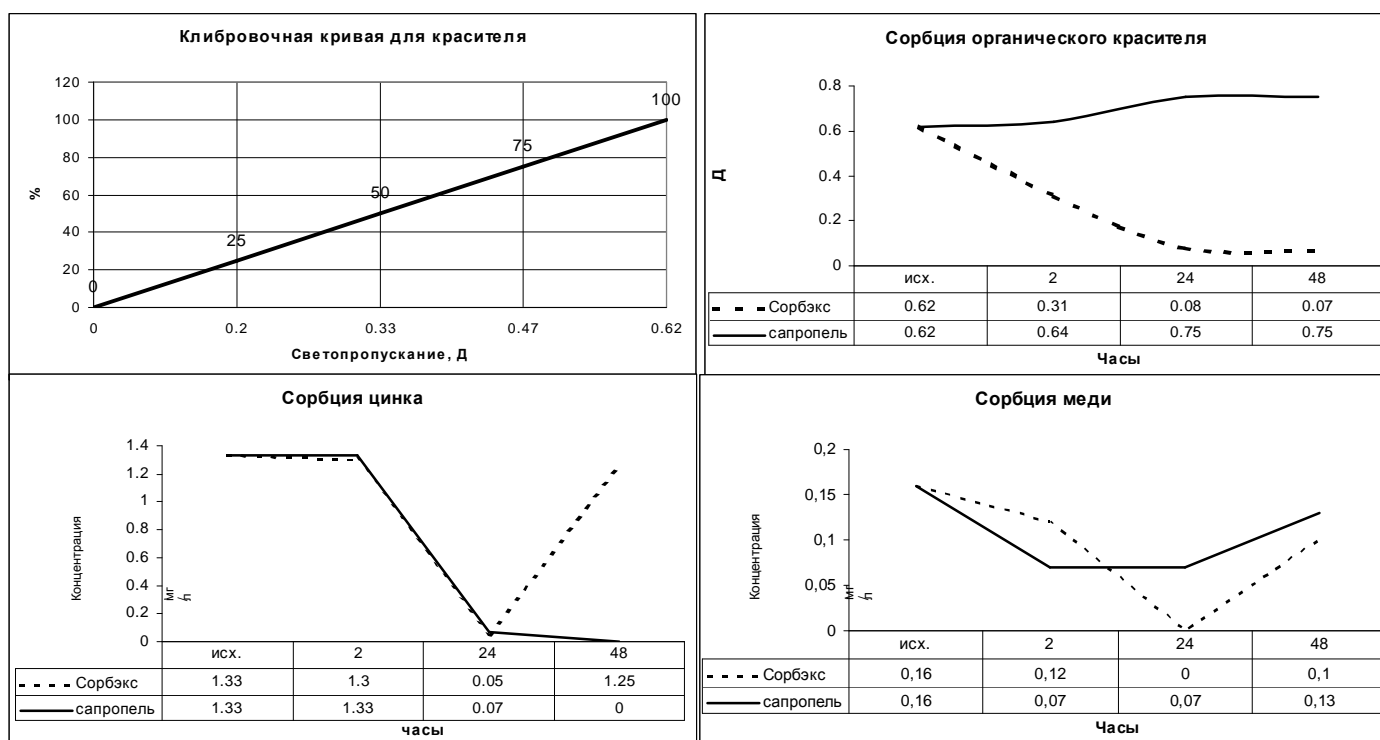 Клибровочная кривая для красителя
120
100
80
60
40
20
0
%
0
25
50
75
100
0 0.2 0.33 0.47 0.62
Светопропускание, Д
Сорбция органического красителя
0.8
0.6
0.4
0.2
0
Д
исх. 2 24 48
Сорбэкс 0.62 0.31 0.08 0.07
сапропель 0.62 0.64 0.75 0.75
Часы
Сорбция цинка
1.4
1.2
1
0.8
0.6
0.4
0.2
0
Концентрация
мг
/л
исх. 2 24 48
Сорбэкс 1.33 1.3 0.05 1.25
сапропель 1.33 1.33 0.07 0
часы
Сорбция меди
0,2
0,15
0,1
0,05
0
Концентрация
мг
/л
исх. 2 24 48
Сорбэкс 0,16 0,12 0 0,1
сапропель 0,16 0,07 0,07 0,13
Часы